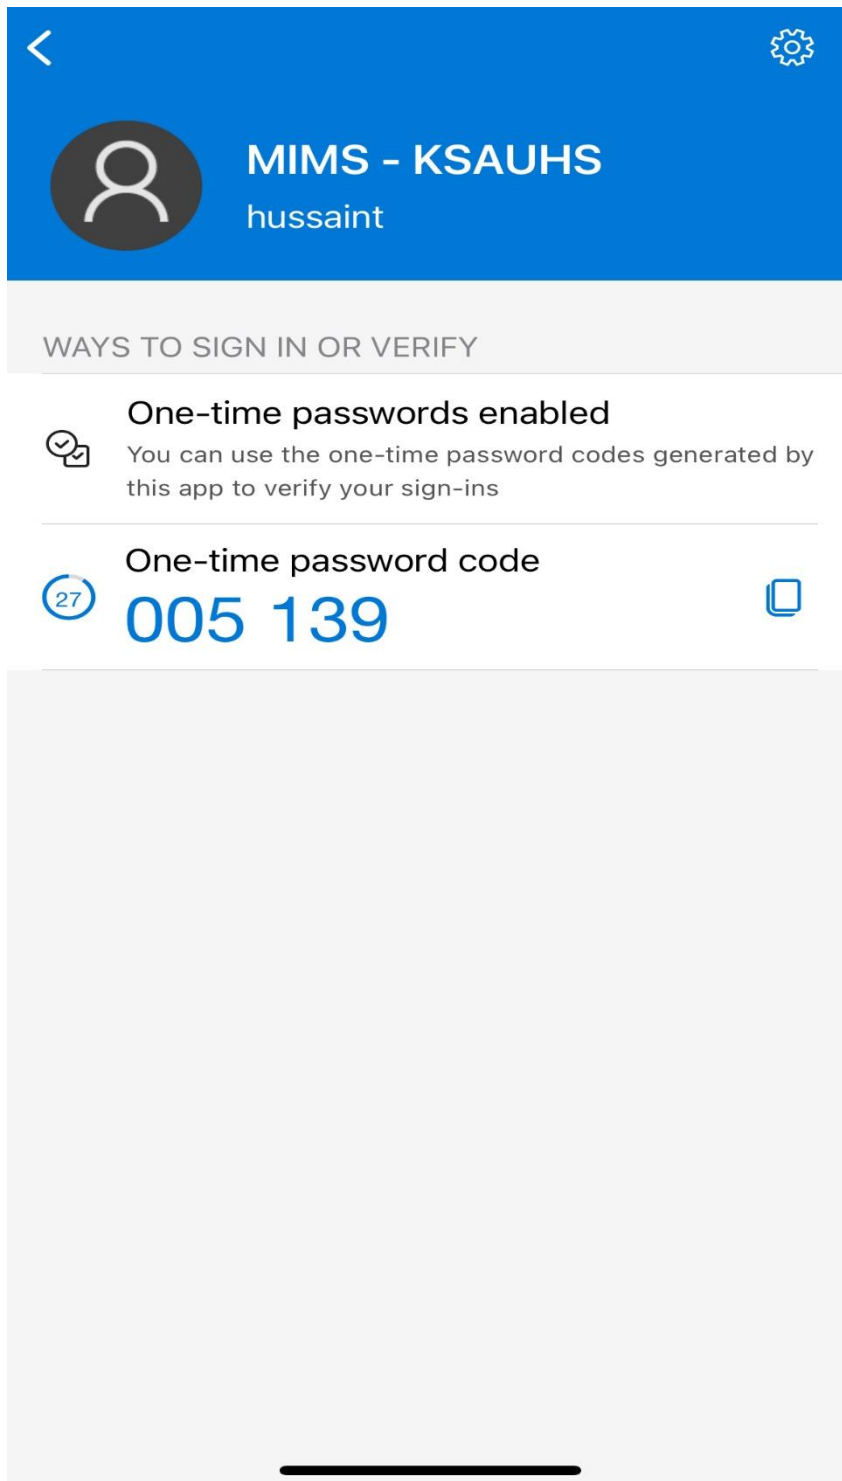 MIMS - KSAUHS
hussaint
WAYS TO SIGN IN OR VERIFY
One-time passwords enabled
You can use the one-time password codes generated by
this app to verify your sign-ins
One-time password code
27
005 139